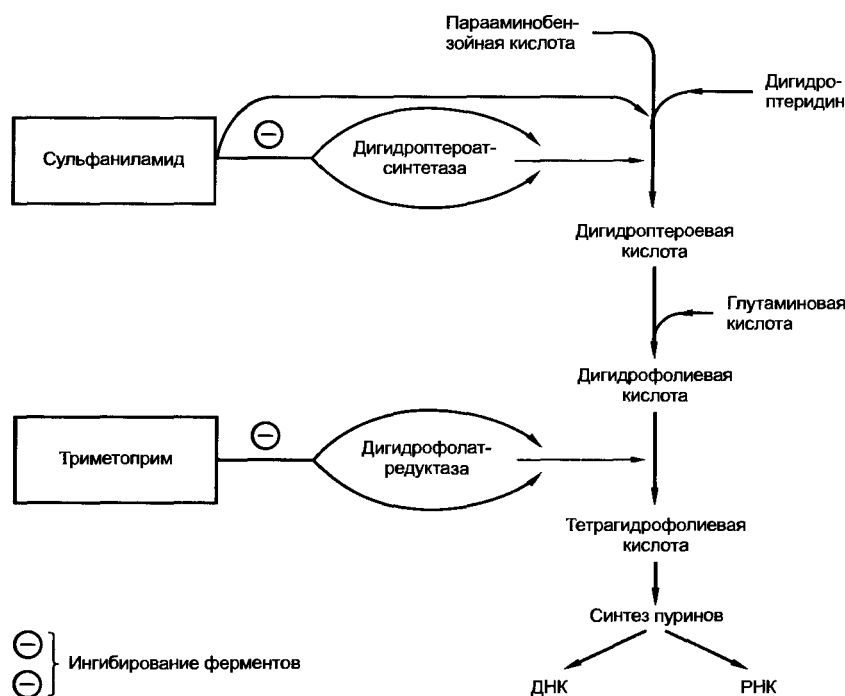 Парааминобен-
зойная кислота
Дигидро-
птеридин
Сульфаниламид
Дигидроптероат-
синтетаза
Дигидроптероевая
кислота
Глутаминовая
кислота
Дигидрофолиевая
кислота
Триметоприм
Дигидрофолат-
редуктаза
Тетрагидрофолиевая
кислота
Синтез пуринов
Ингибирование ферментов
ДНК
РНК